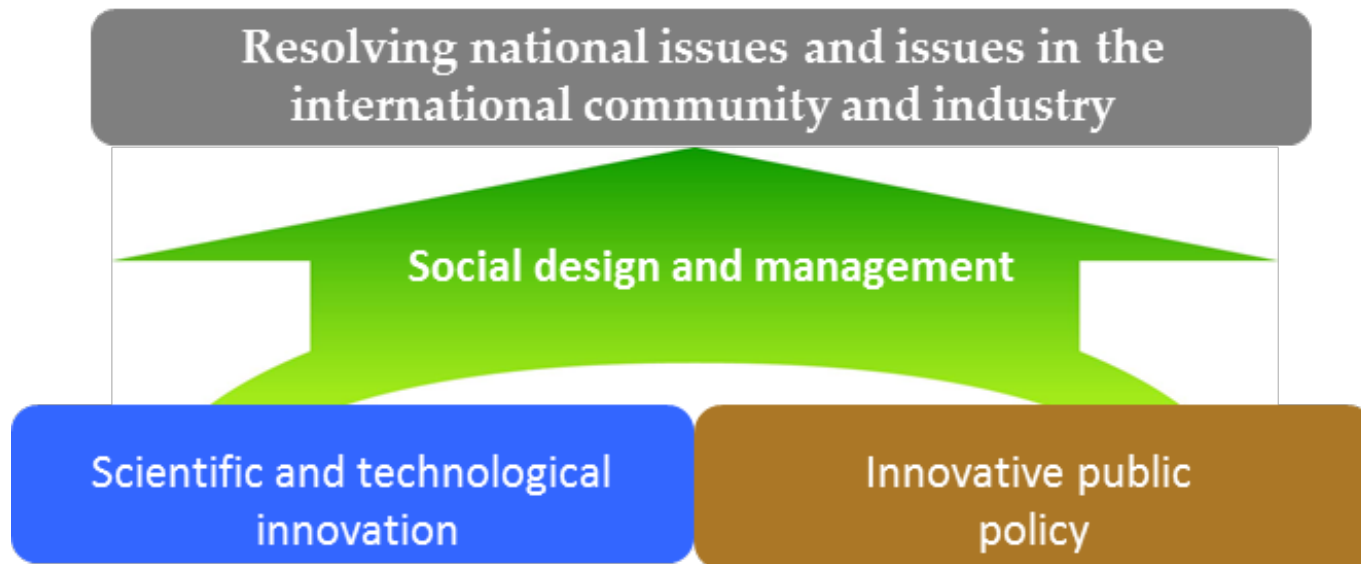 Resolving national issues and issues in the
international community and industry
Social design and management
Scientific and technological
innovation
Innovative public
policy